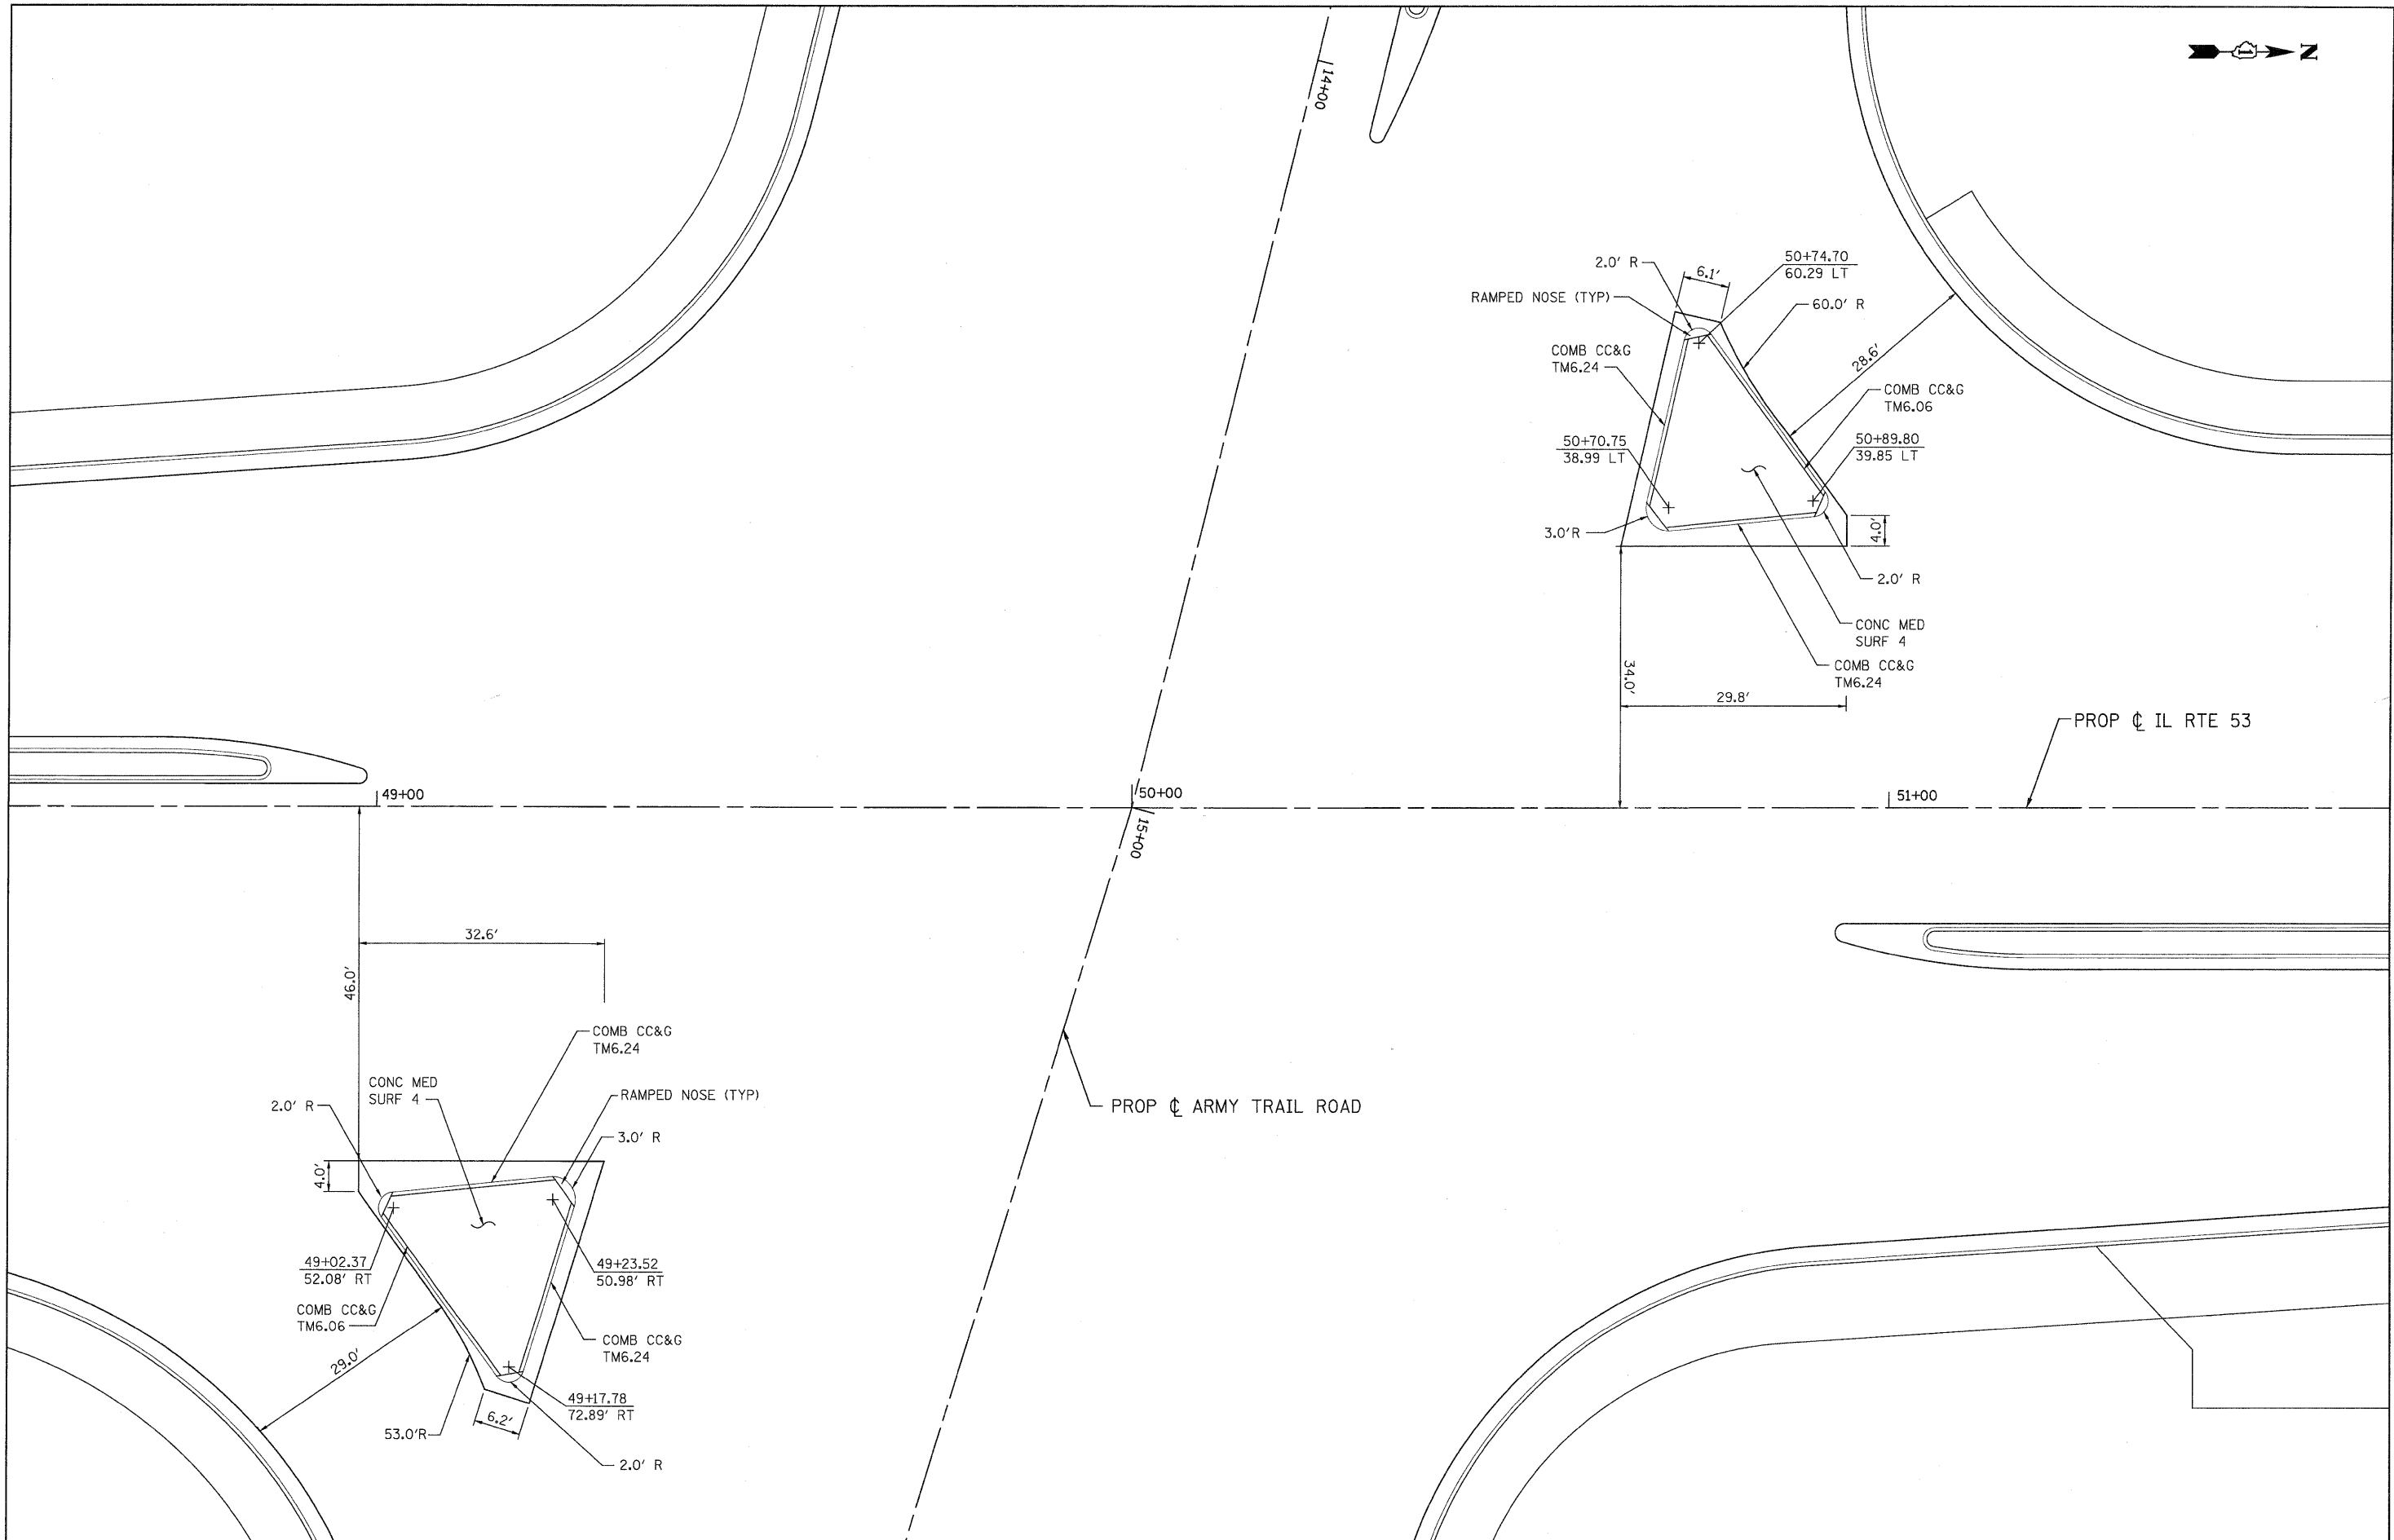 N
14+00
50+74.70
60.29 LT
2.0' R
6.1'
RAMPED NOSE (TYP)
60.0' R
COMB CC&G
TM6.24
28.6'
COMB CC&G
TM6.06
50+70.75
38.99 LT
50+89.80
39.85 LT
3.0'R
4.0'
2.0' R
CONC MED
SURF 4
COMB CC&G
TM6.24
34.0'
29.8'
PROP ℄ IL RTE 53
49+00
50+00
51+00
15+00
32.6'
46.0'
COMB CC&G
TM6.24
CONC MED
SURF 4
RAMPED NOSE (TYP)
2.0' R
PROP ℄ ARMY TRAIL ROAD
3.0' R
4.0'
49+02.37
52.08' RT
49+23.52
50.98' RT
COMB CC&G
TM6.06
COMB CC&G
TM6.24
29.0'
49+17.78
72.89' RT
6.2'
53.0'R
2.0' R